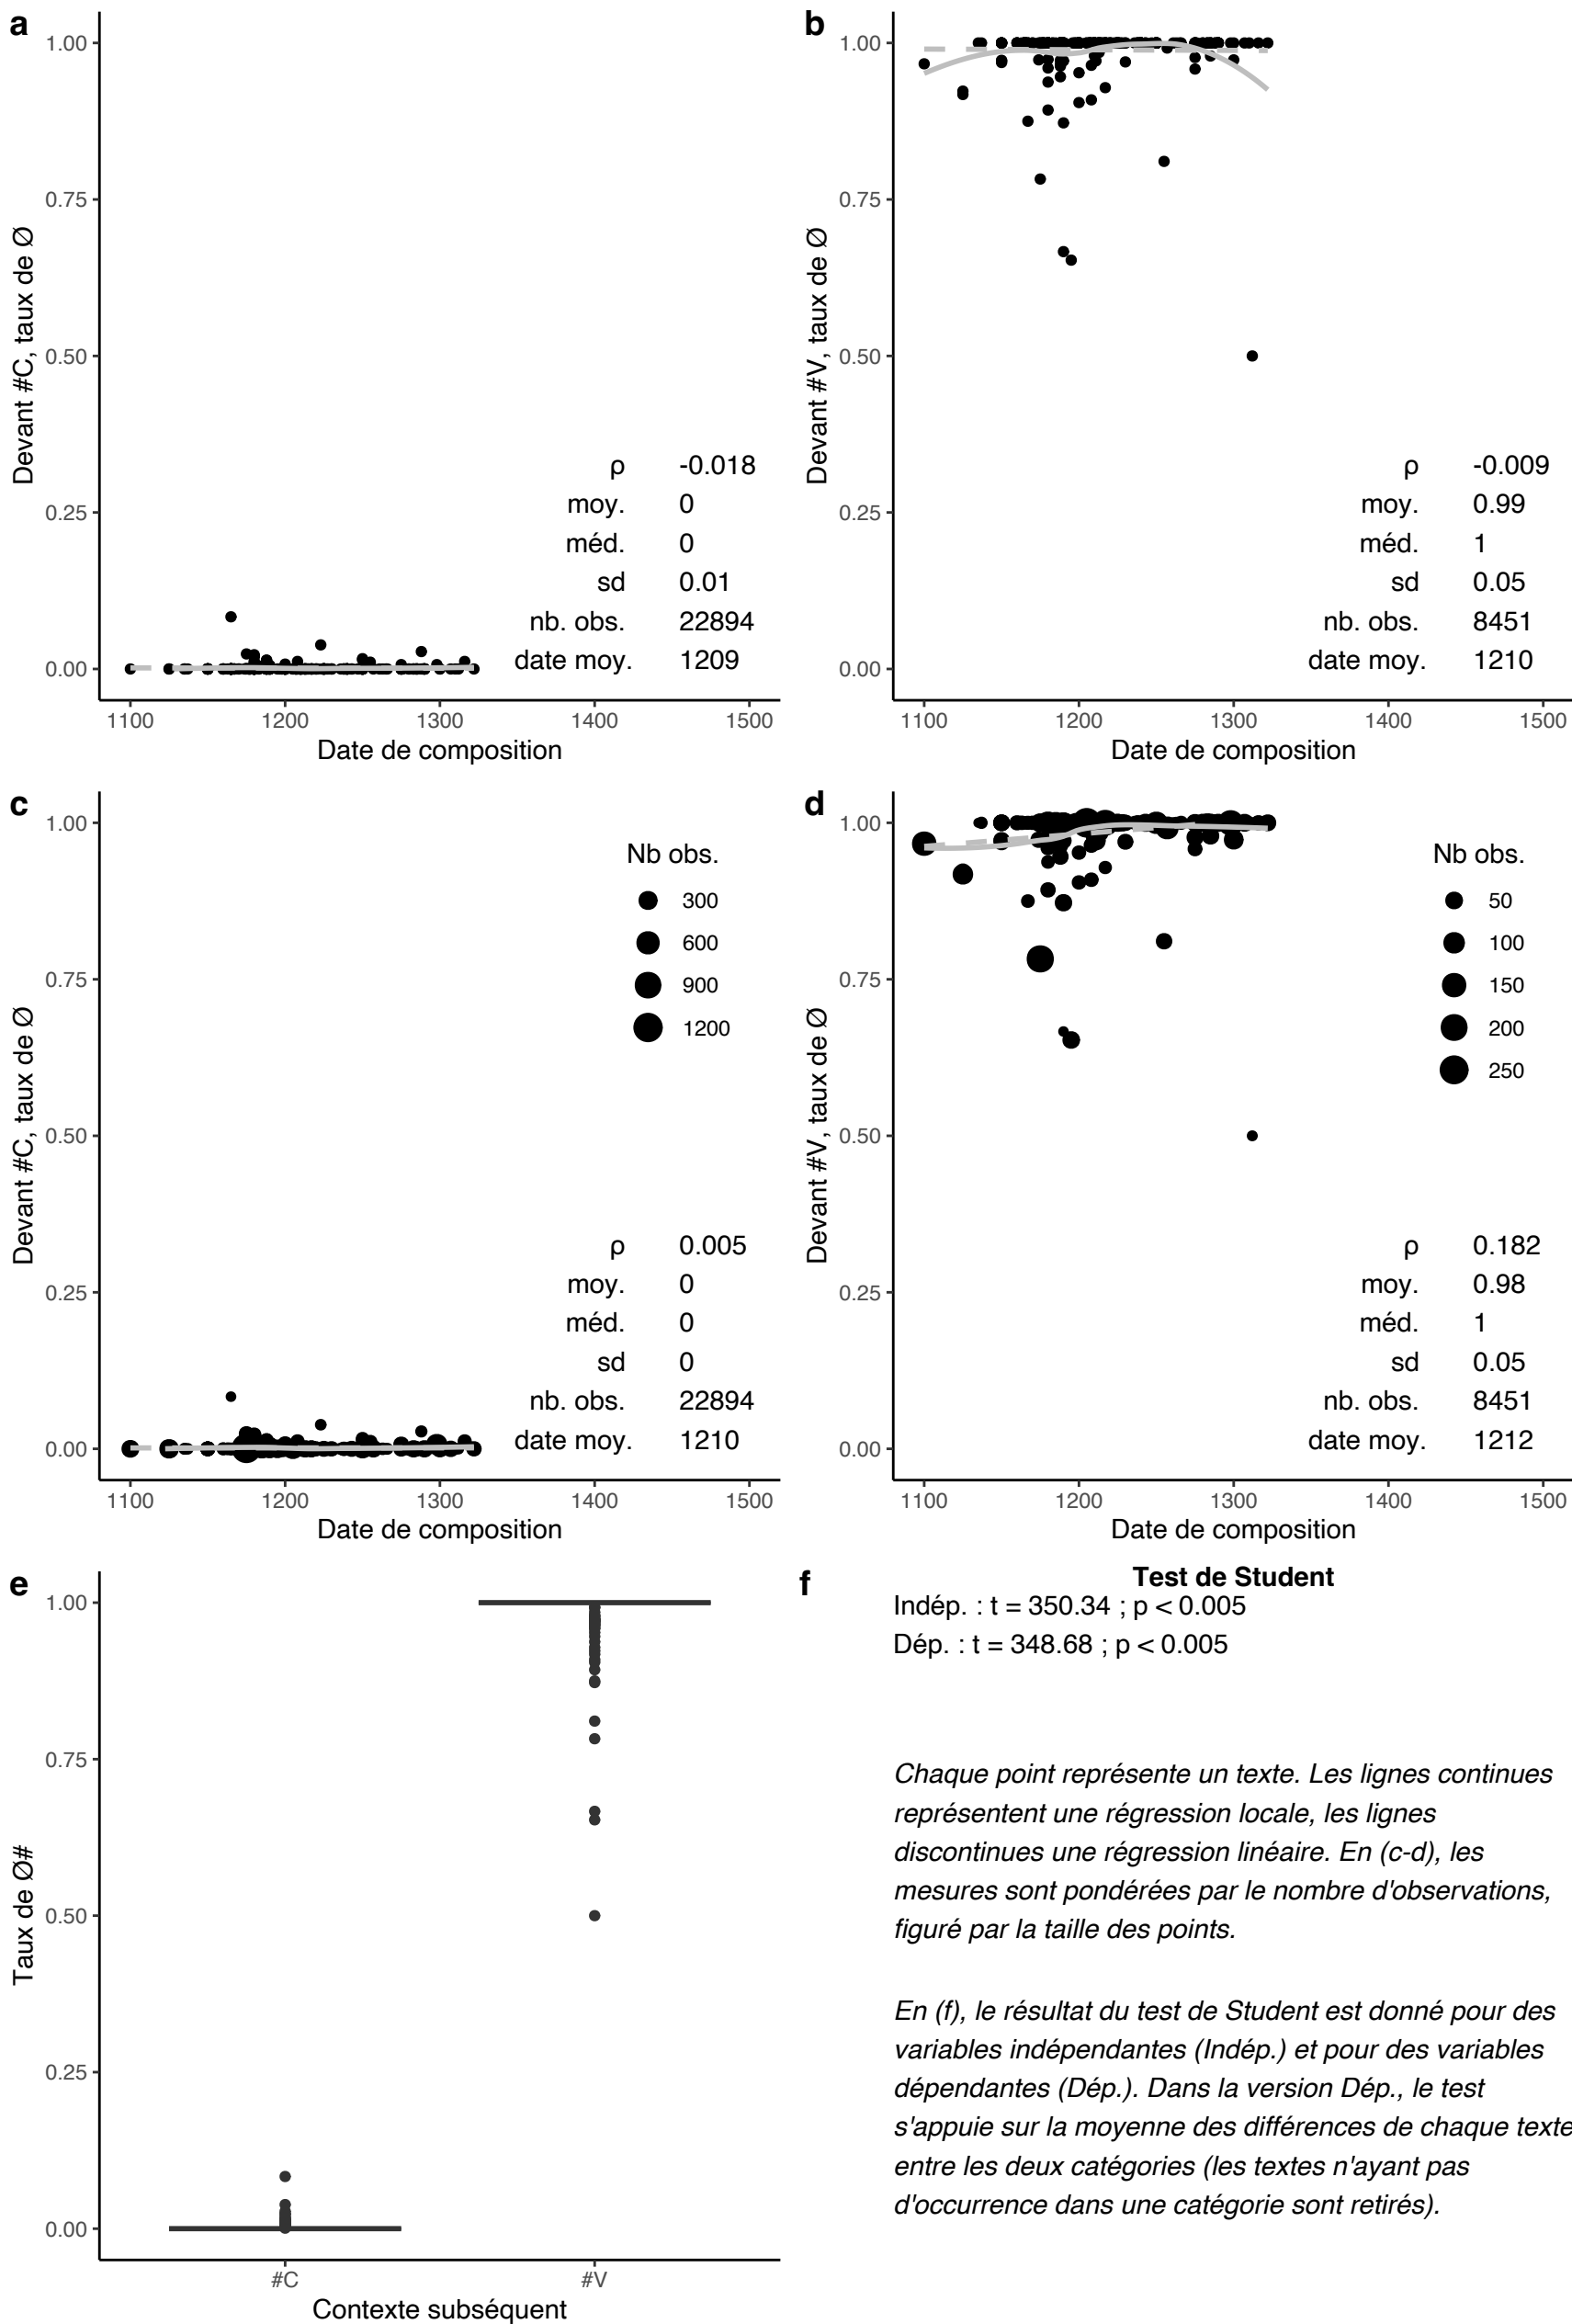 a
Devant #C, taux de Ø
1.00
0.75
0.50
0.25
0.00
ρ -0.018
moy. 0
méd. 0
sd 0.01
nb. obs. 22894
date moy. 1209
1100 1200 1300 1400 1500
Date de composition
b
Devant #V, taux de Ø
1.00
0.75
0.50
0.25
0.00
ρ -0.009
moy. 0.99
méd. 1
sd 0.05
nb. obs. 8451
date moy. 1210
1100 1200 1300 1400 1500
Date de composition
c
Devant #C, taux de Ø
1.00
0.75
0.50
0.25
0.00
Nb obs.
300
600
900
1200
ρ 0.005
moy. 0
méd. 0
sd 0
nb. obs. 22894
date moy. 1210
1100 1200 1300 1400 1500
Date de composition
d
Devant #V, taux de Ø
1.00
0.75
0.50
0.25
0.00
Nb obs.
50
100
150
200
250
ρ 0.182
moy. 0.98
méd. 1
sd 0.05
nb. obs. 8451
date moy. 1212
1100 1200 1300 1400 1500
Date de composition
e
Taux de Ø#
1.00
0.75
0.50
0.25
0.00
#C #V
Contexte subséquent
f
Test de Student
Indép. : t = 350.34 ; p < 0.005
Dép. : t = 348.68 ; p < 0.005
Chaque point représente un texte. Les lignes continues
représentent une régression locale, les lignes
discontinues une régression linéaire. En (c-d), les
mesures sont pondérées par le nombre d'observations,
figuré par la taille des points.
En (f), le résultat du test de Student est donné pour des
variables indépendantes (Indép.) et pour des variables
dépendantes (Dép.). Dans la version Dép., le test
s'appuie sur la moyenne des différences de chaque texte
entre les deux catégories (les textes n'ayant pas
d'occurrence dans une catégorie sont retirés).